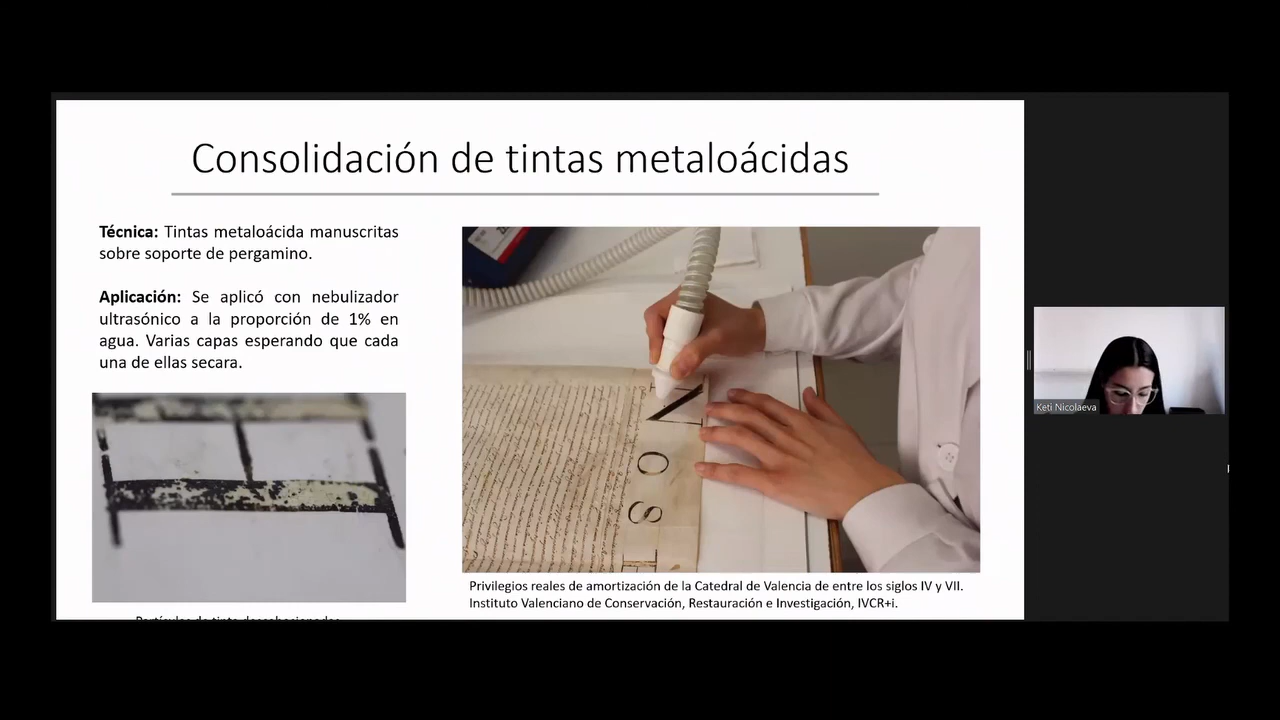 Consolidación de tintas metaloácidas
Técnica: Tintas metaloácida manuscritas
sobre soporte de pergamino.
Aplicación: Se aplicó con nebulizador
ultrasónico a la proporción de 1% en
agua. Varias capas esperando que cada
una de ellas secara.
S O V
Privilegios reales de amortización de la Catedral de Valencia de entre los siglos IV y VII.
Instituto Valenciano de Conservación, Restauración e Investigación, IVCR+i.
Keti Nicolaeva